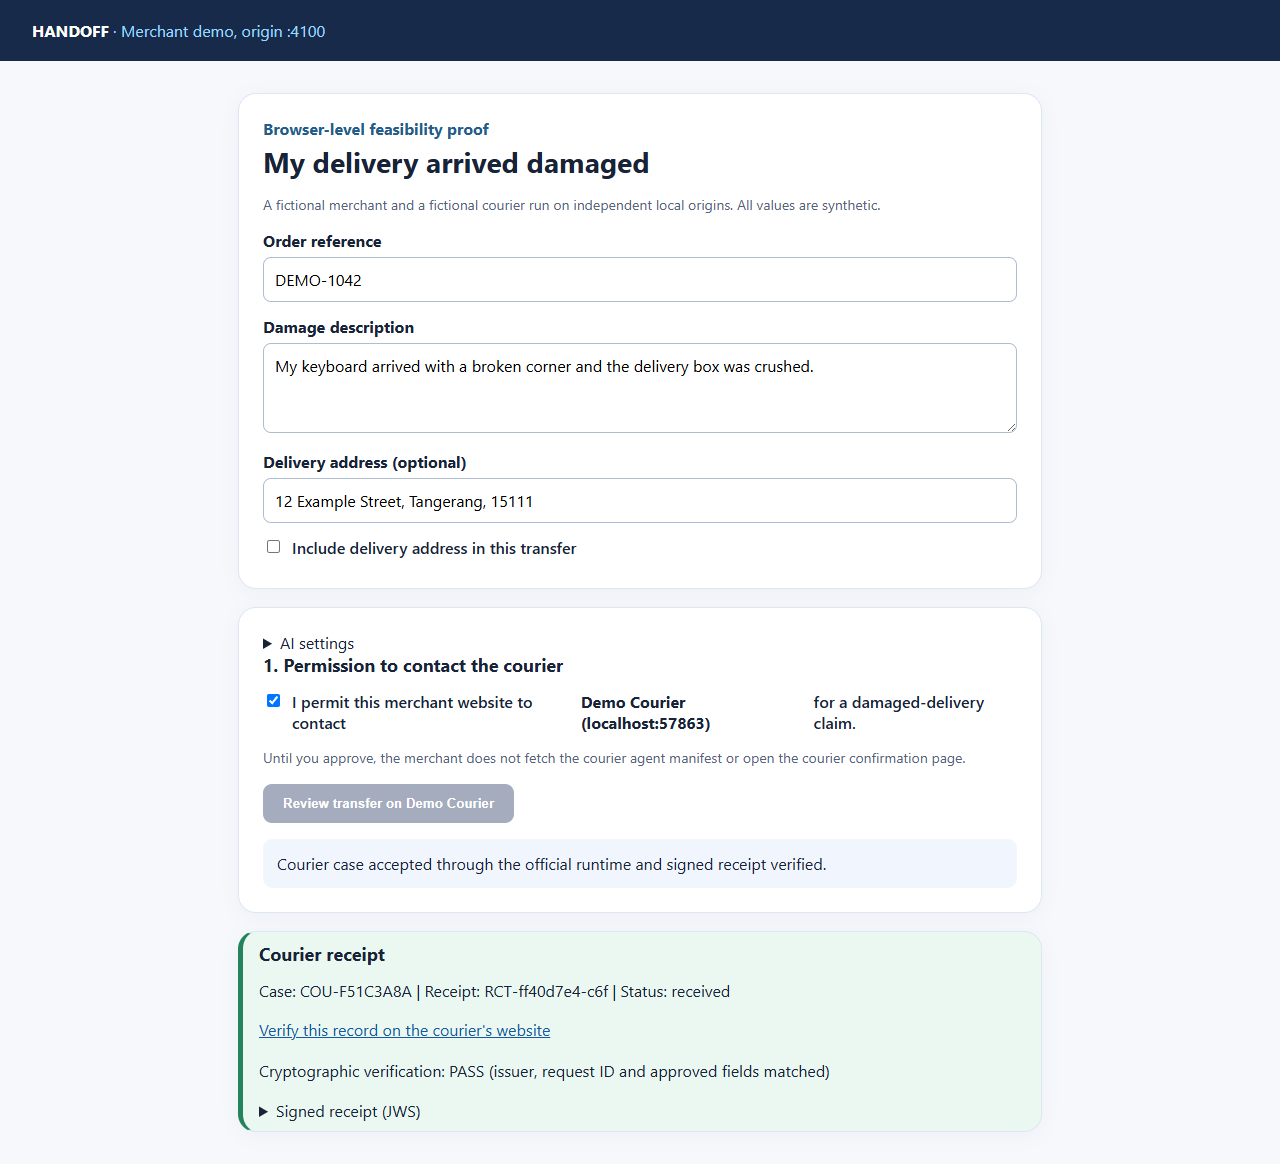 HANDOFF · Merchant demo, origin :4100
Browser-level feasibility proof
My delivery arrived damaged
A fictional merchant and a fictional courier run on independent local origins. All values are synthetic.
Order reference
DEMO-1042
Damage description
My keyboard arrived with a broken corner and the delivery box was crushed.
Delivery address (optional)
12 Example Street, Tangerang, 15111
Include delivery address in this transfer
AI settings
1. Permission to contact the courier
I permit this merchant website to contact
Demo Courier (localhost:57863)
for a damaged-delivery claim.
Until you approve, the merchant does not fetch the courier agent manifest or open the courier confirmation page.
Review transfer on Demo Courier
Courier case accepted through the official runtime and signed receipt verified.
Courier receipt
Case: COU-F51C3A8A | Receipt: RCT-ff40d7e4-c6f | Status: received
Verify this record on the courier's website
Cryptographic verification: PASS (issuer, request ID and approved fields matched)
Signed receipt (JWS)